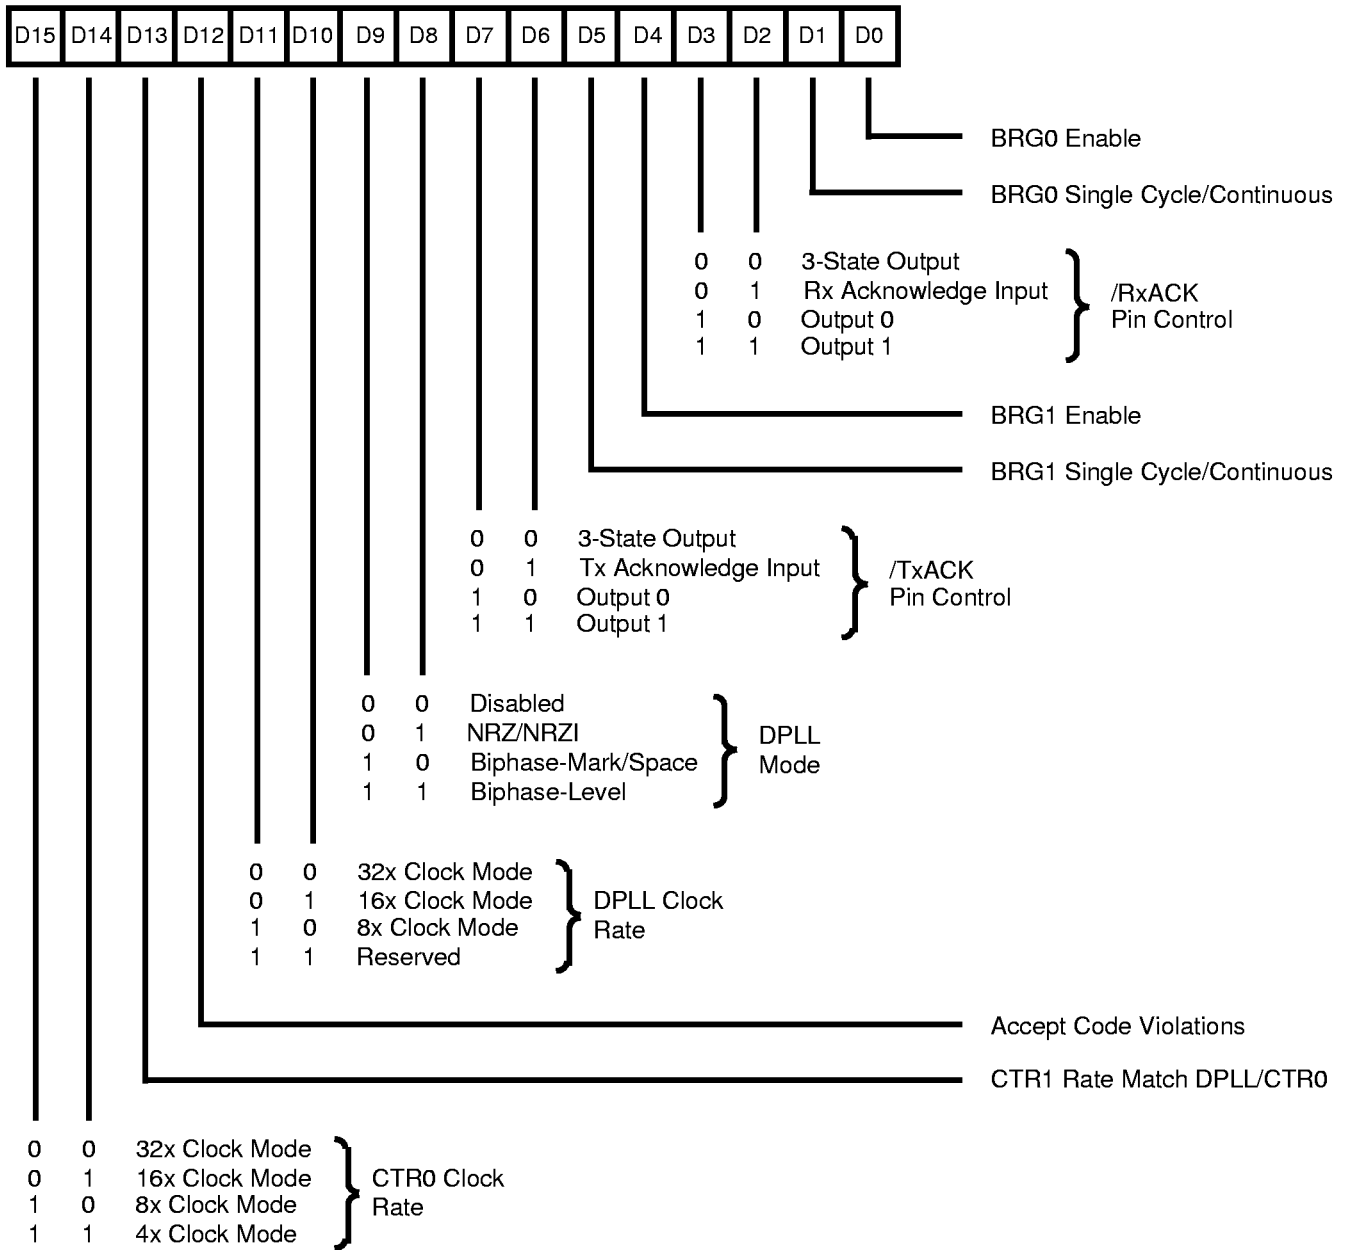 D15 D14 D13 D12 D11 D10 D9 D8 D7 D6 D5 D4 D3 D2 D1 D0
BRG0 Enable
BRG0 Single Cycle/Continuous
0 0 3-State Output
0 1 Rx Acknowledge Input
1 0 Output 0
1 1 Output 1
/RxACK
Pin Control
BRG1 Enable
BRG1 Single Cycle/Continuous
0 0 3-State Output
0 1 Tx Acknowledge Input
1 0 Output 0
1 1 Output 1
/TxACK
Pin Control
0 0 Disabled
0 1 NRZ/NRZI
1 0 Biphase-Mark/Space
1 1 Biphase-Level
DPLL
Mode
0 0 32x Clock Mode
0 1 16x Clock Mode
1 0 8x Clock Mode
1 1 Reserved
DPLL Clock
Rate
Accept Code Violations
CTR1 Rate Match DPLL/CTR0
0 0 32x Clock Mode
0 1 16x Clock Mode
1 0 8x Clock Mode
1 1 4x Clock Mode
CTR0 Clock
Rate